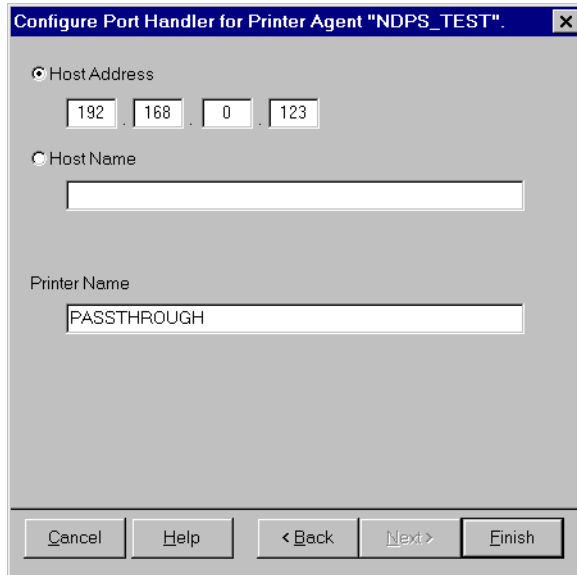 Configure Port Handler for Printer Agent "NDPS_TEST".
Host Address
192 . 168 . 0 . 123
Host Name
Printer Name
PASSTHROUGH
Cancel Help < Back Next > Finish